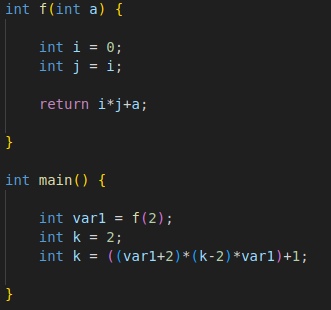 int f(int a) {
int i = 0;
int j = i;
return i*j+a;
}
int main() {
int var1 = f(2);
int k = 2;
int k = ((var1+2)*(k-2)*var1)+1;
}